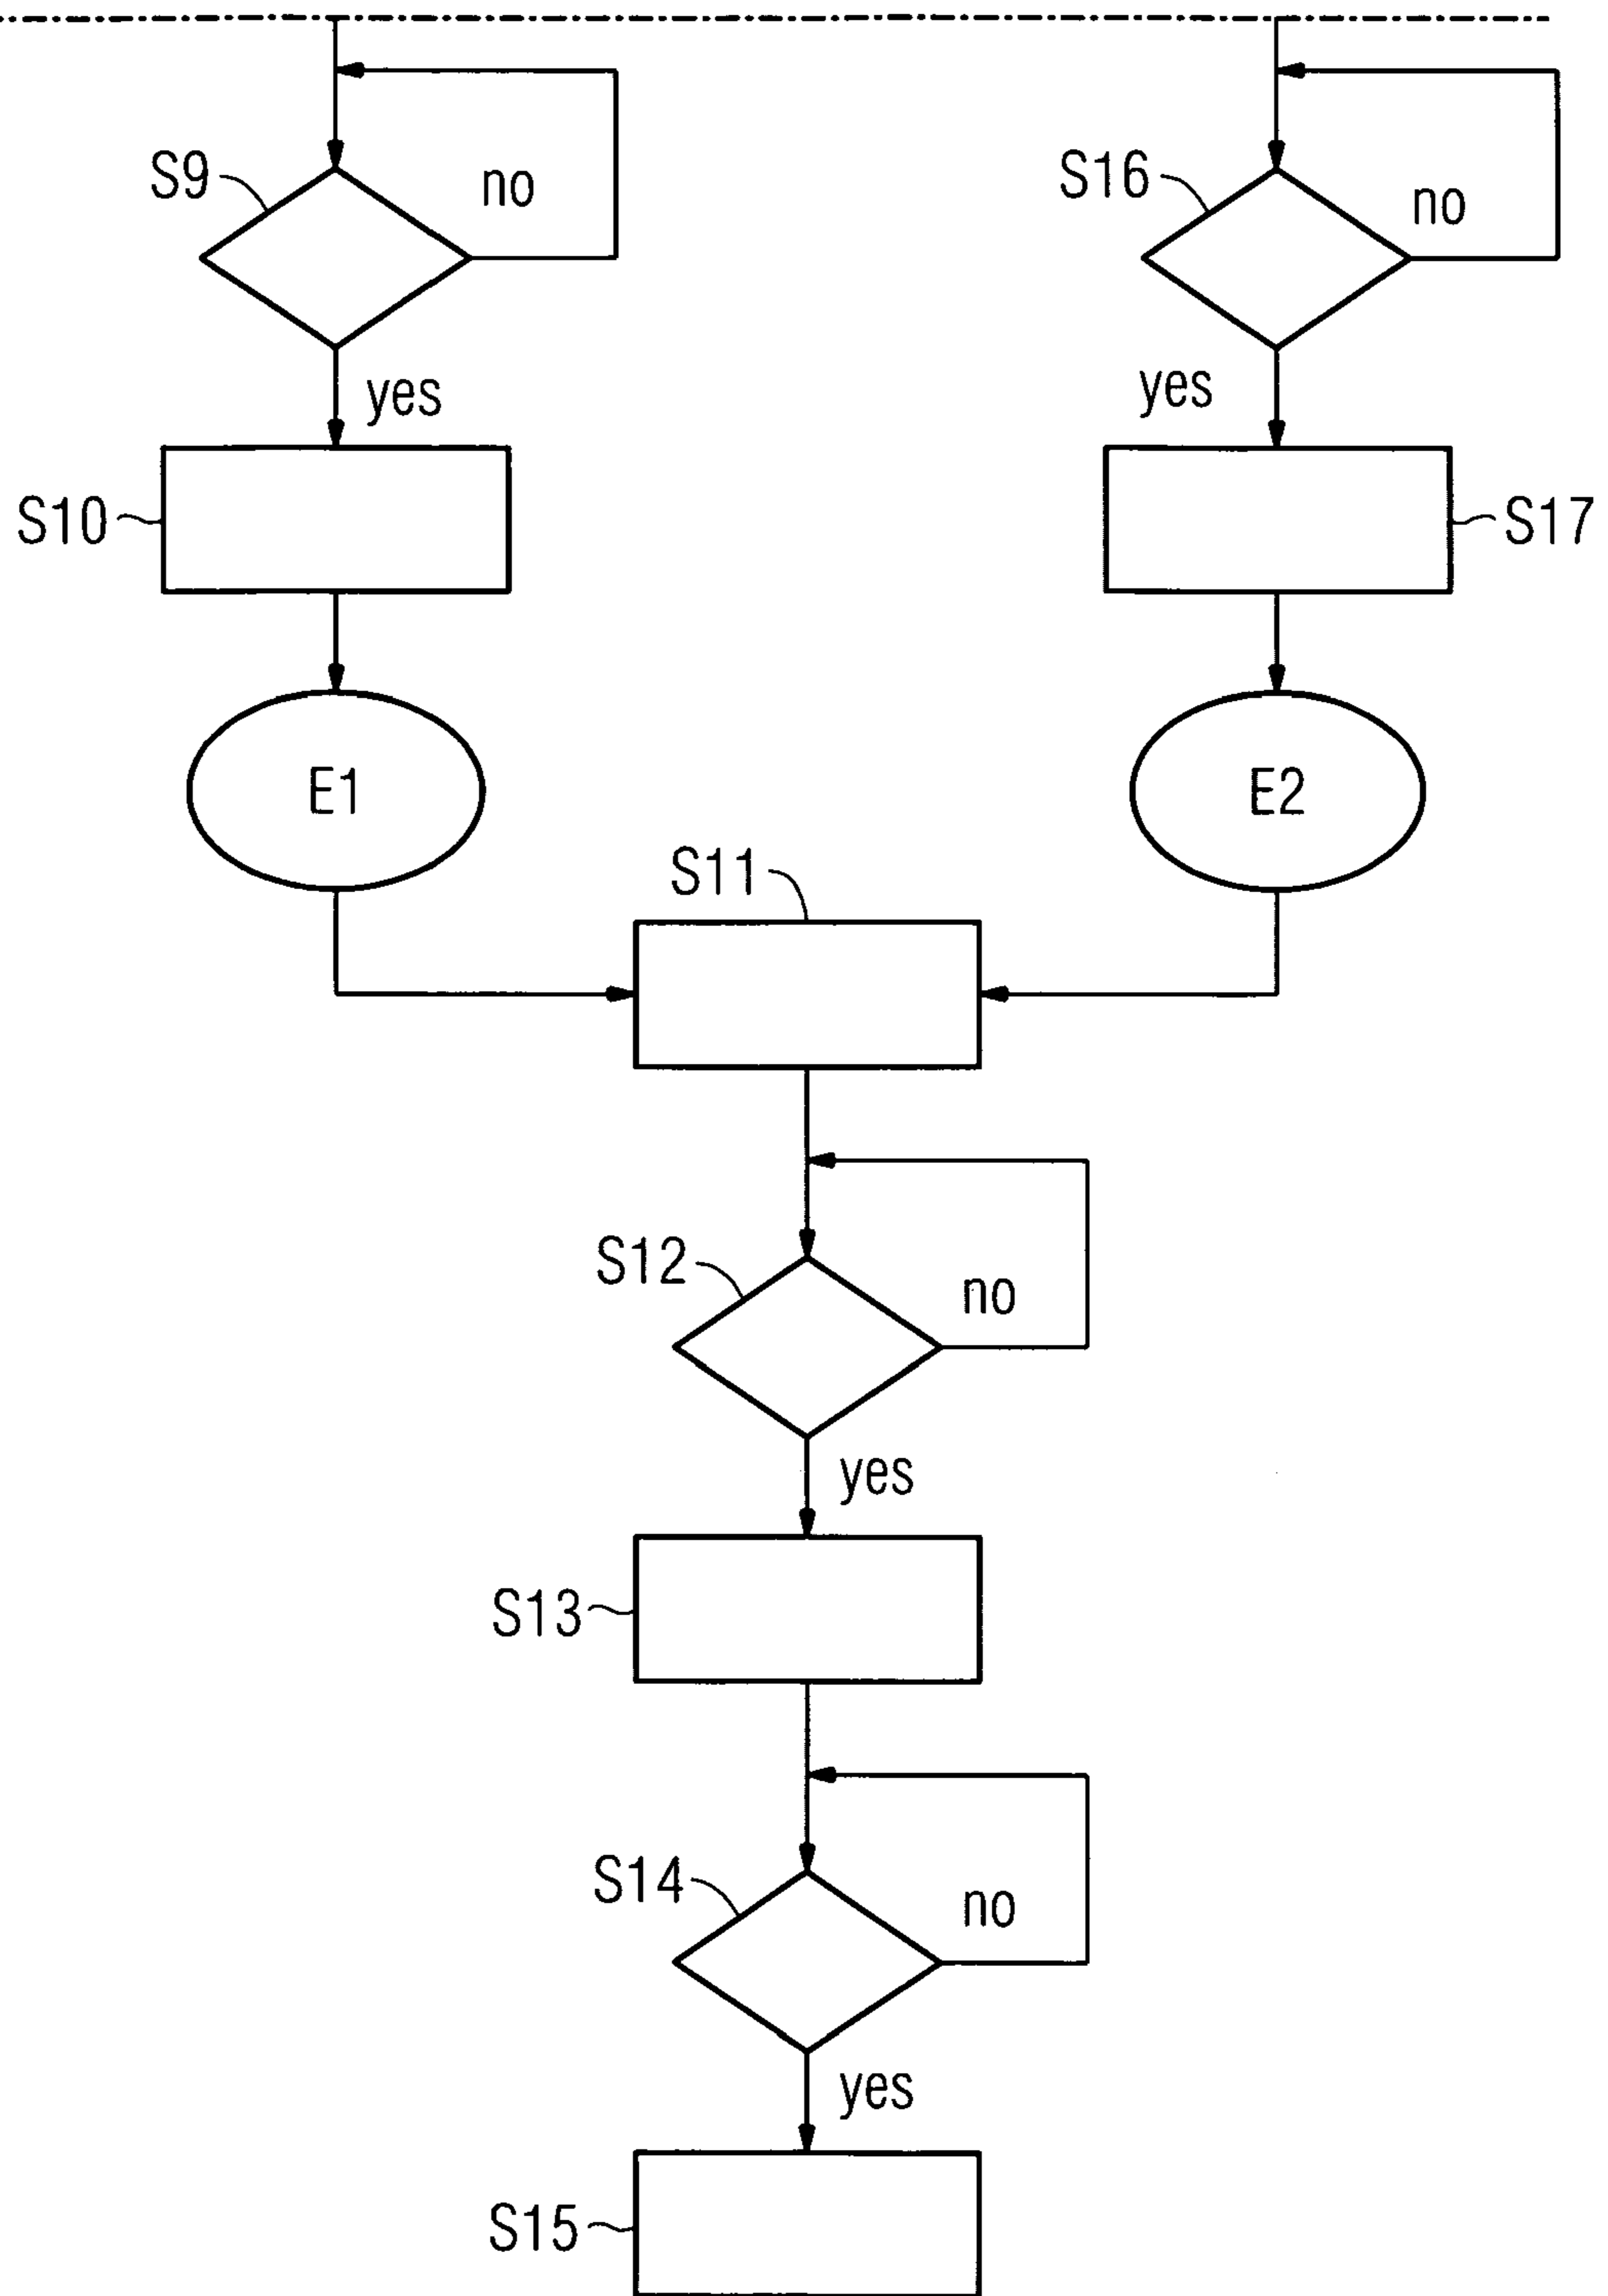 S9
no
S16
no
yes
yes
S10
S17
E1
E2
S11
S12
no
yes
S13
S14
no
yes
S15